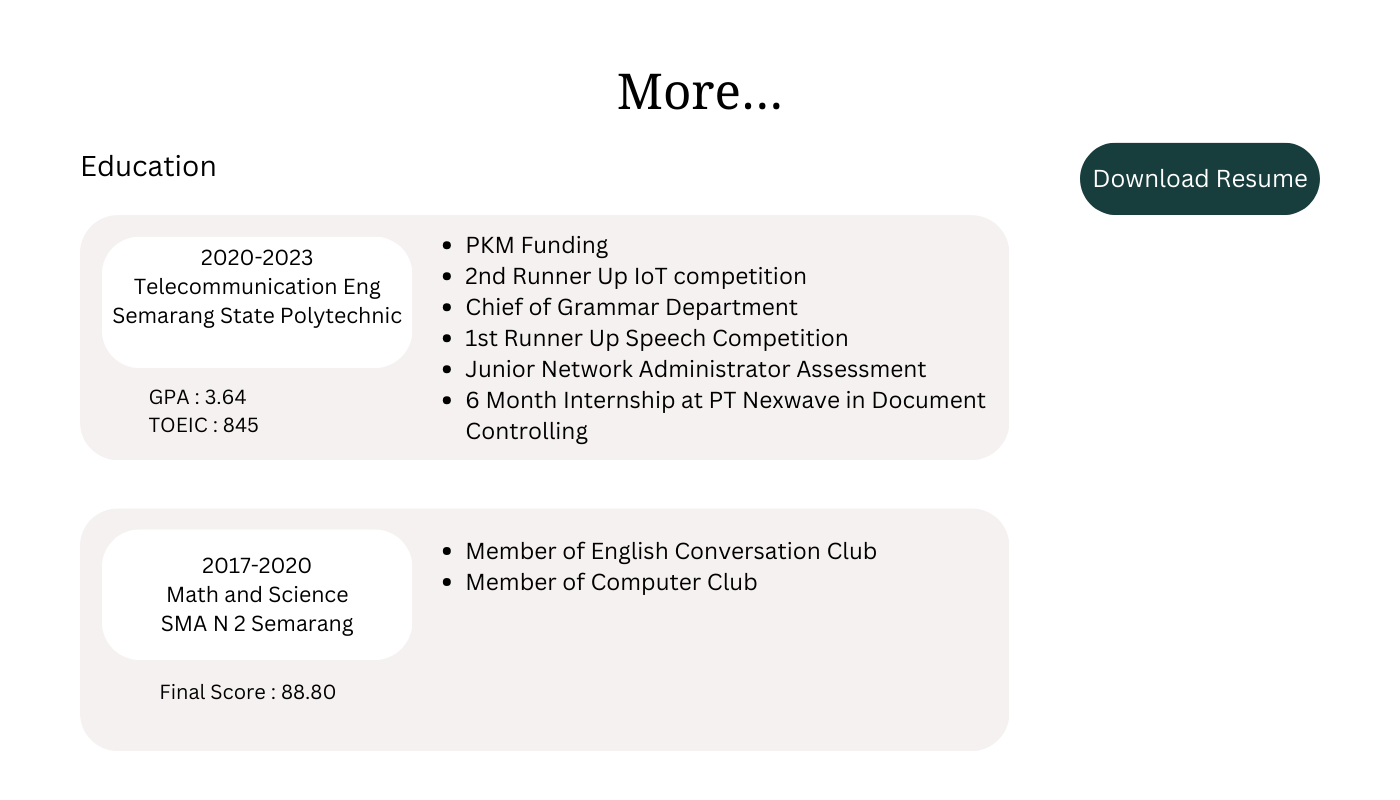 More...
Education
Download Resume
2020-2023
Telecommunication Eng
Semarang State Polytechnic
GPA : 3.64
TOEIC : 845
• PKM Funding
• 2nd Runner Up IoT competition
• Chief of Grammar Department
• 1st Runner Up Speech Competition
• Junior Network Administrator Assessment
• 6 Month Internship at PT Nexwave in Document
Controlling
2017-2020
Math and Science
SMA N 2 Semarang
Final Score : 88.80
• Member of English Conversation Club
• Member of Computer Club